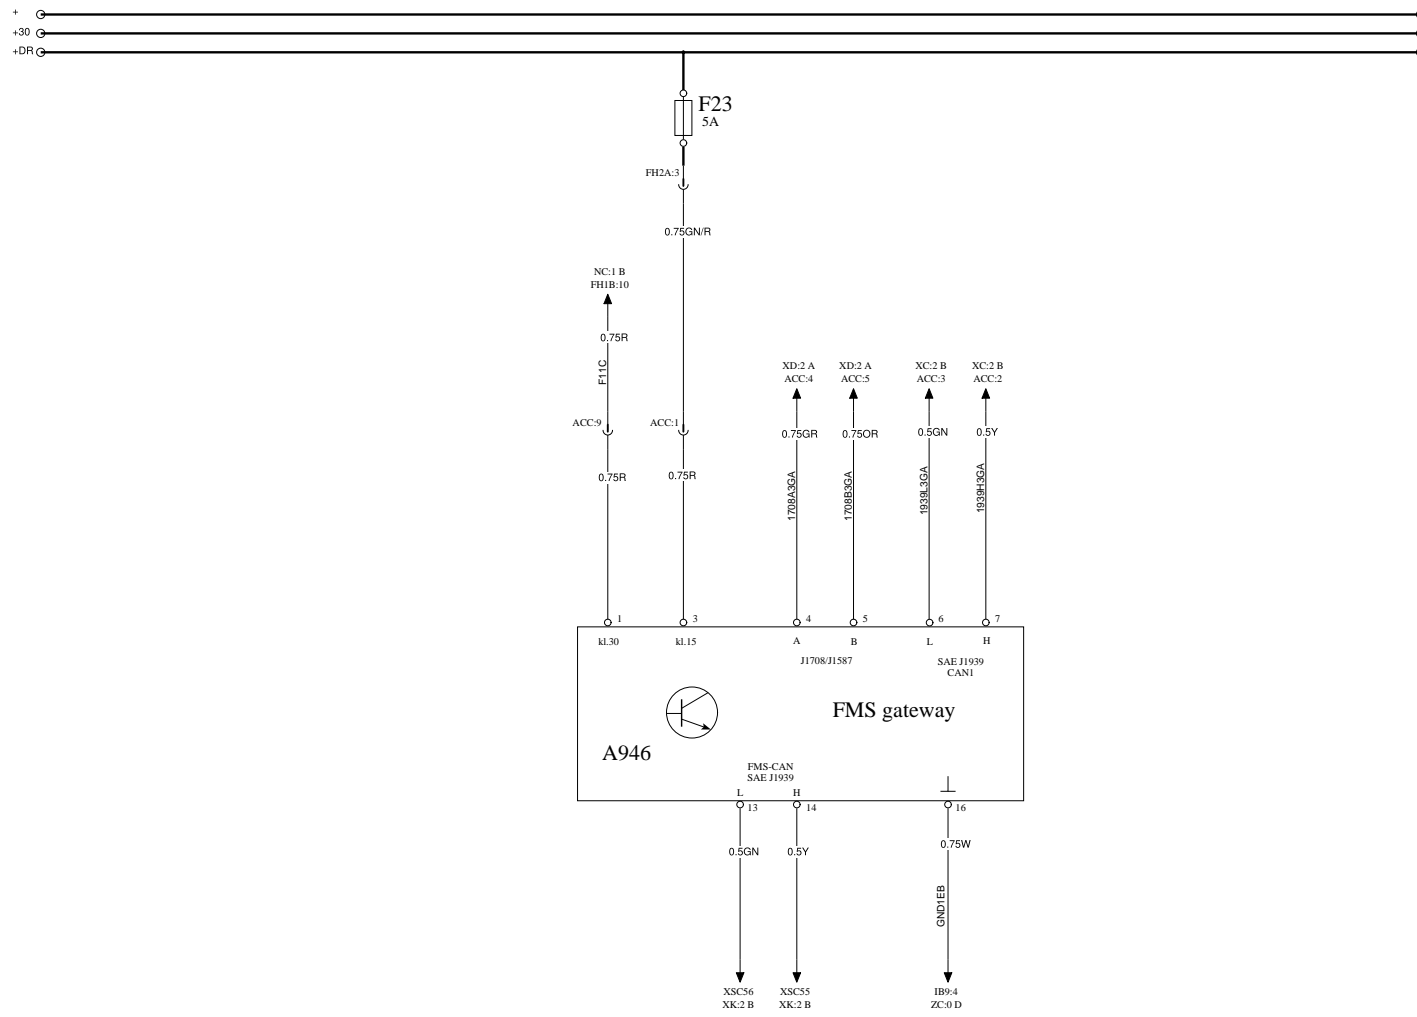 +
+30
+DR
F23
5A
FH2A:3
0.75GN/R
NC:1 B
FH1B:10
0.75R
F11C
XD:2 A
ACC:4
XD:2 A
ACC:5
XC:2 B
ACC:3
XC:2 B
ACC:2
ACC:9
ACC:1
0.75GR
0.75OR
0.5GN
0.5Y
0.75R
0.75R
1708A3GA
1708B3GA
1939L3GA
1939H3GA
1
3
4
5
6
7
kl.30
kl.15
A
B
L
H
J1708/J1587
SAE J1939
CAN1
FMS gateway
A946
FMS-CAN
SAE J1939
L
H
13
14
16
0.5GN
0.5Y
0.75W
GND1EB
XSC56
XK:2 B
XSC55
XK:2 B
IB9:4
ZC:0 D